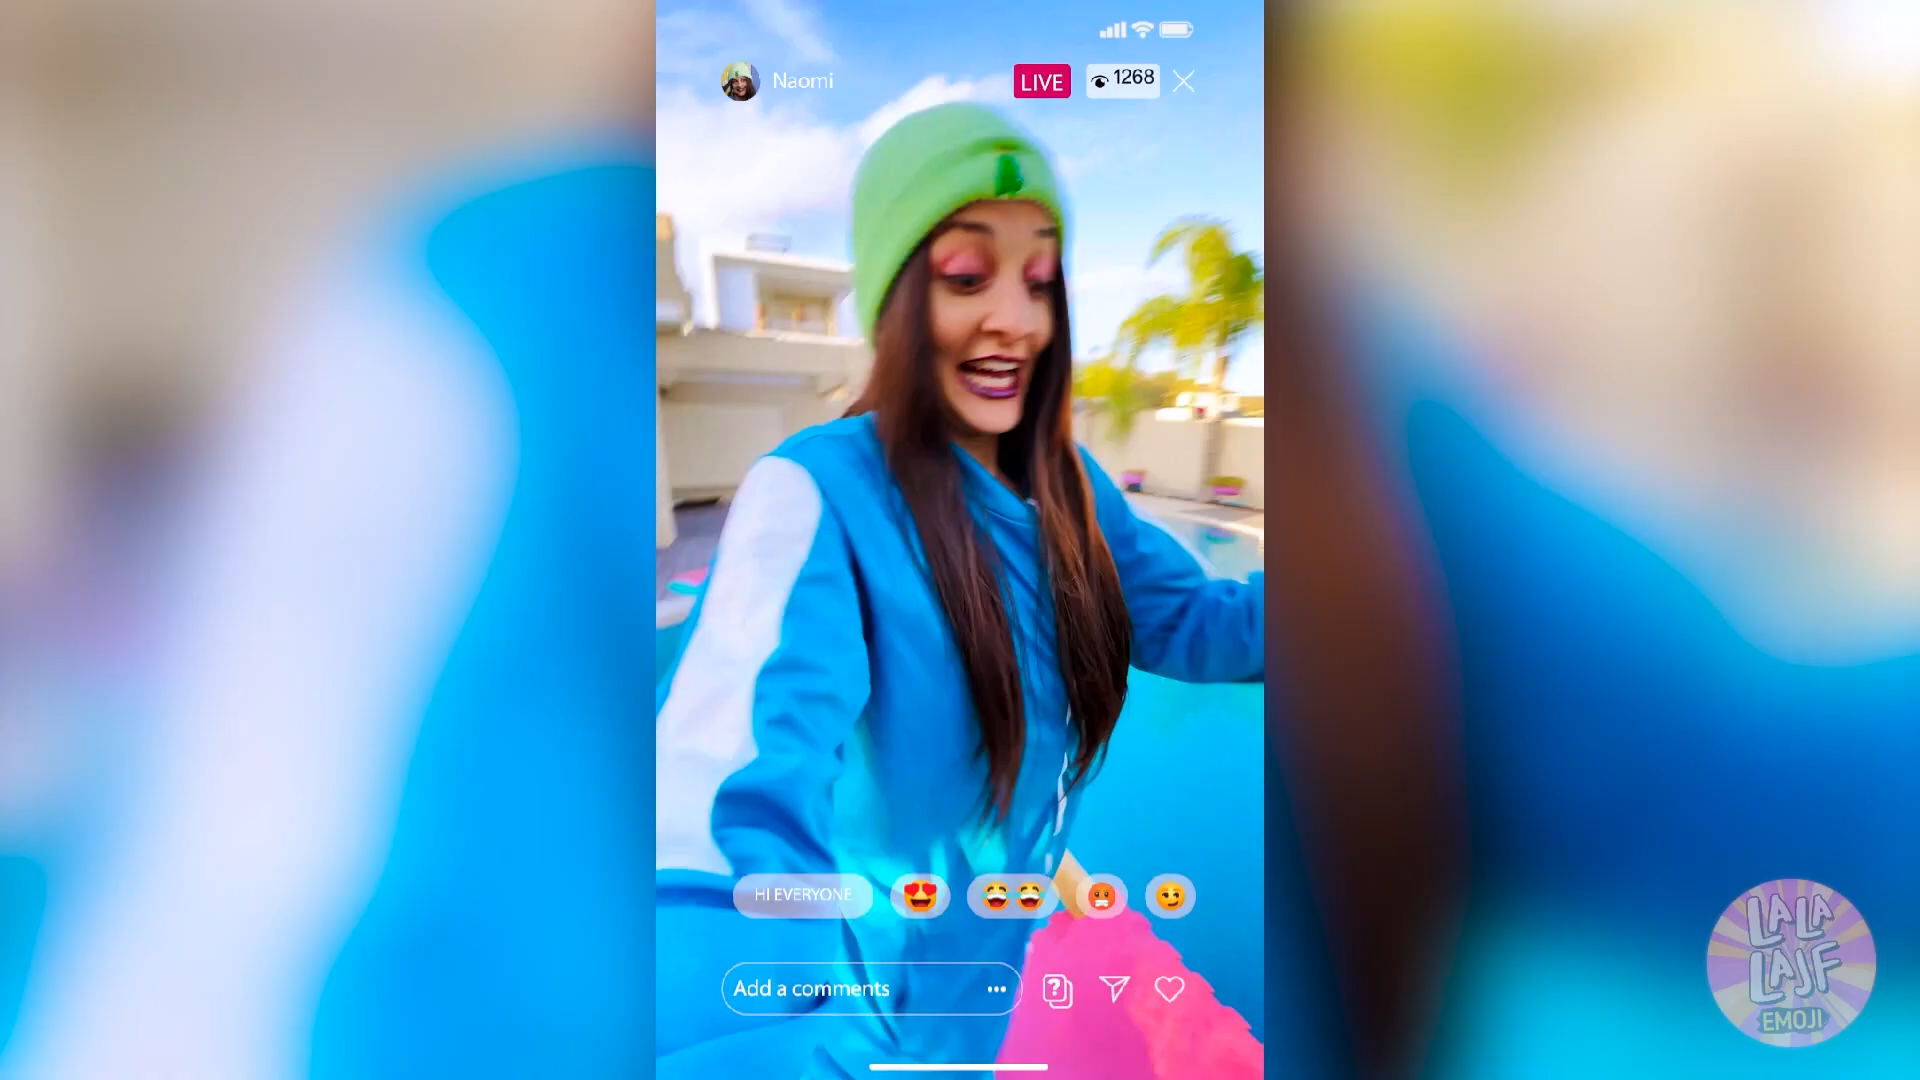 Naomi
LIVE
1268
HI EVERYONE
Add a comments
LA LA
LAJF
EMOJI